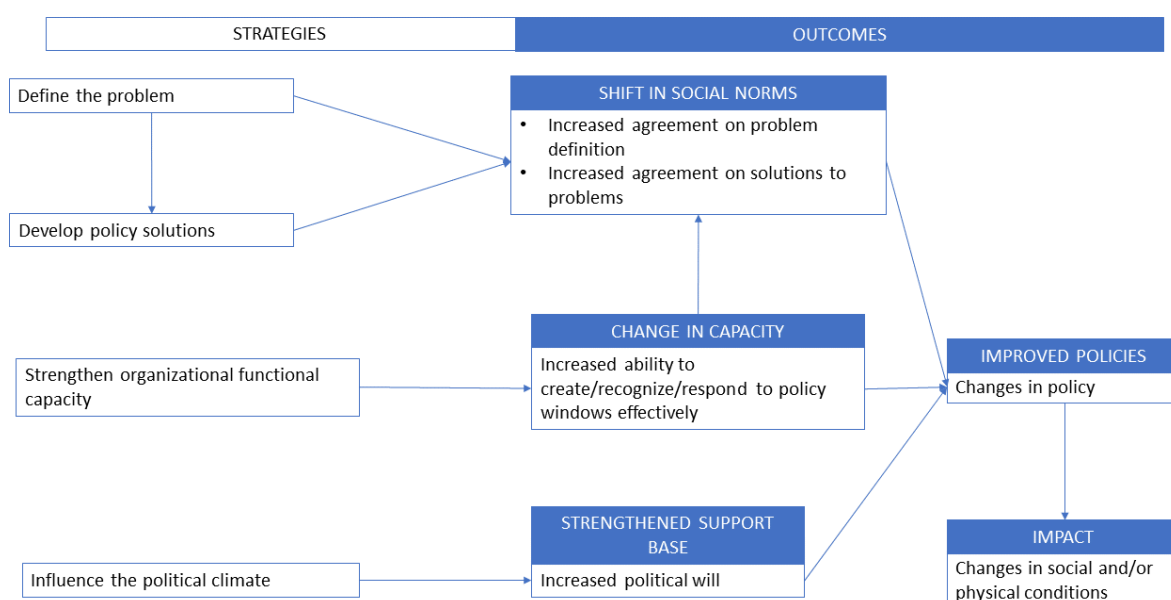 STRATEGIES
OUTCOMES
Define the problem
SHIFT IN SOCIAL NORMS
• Increased agreement on problem
definition
• Increased agreement on solutions to
problems
Develop policy solutions
CHANGE IN CAPACITY
Increased ability to
create/recognize/respond to policy
windows effectively
Strengthen organizational functional
capacity
IMPROVED POLICIES
Changes in policy
STRENGTHENED SUPPORT
BASE
Increased political will
Influence the political climate
IMPACT
Changes in social and/or
physical conditions